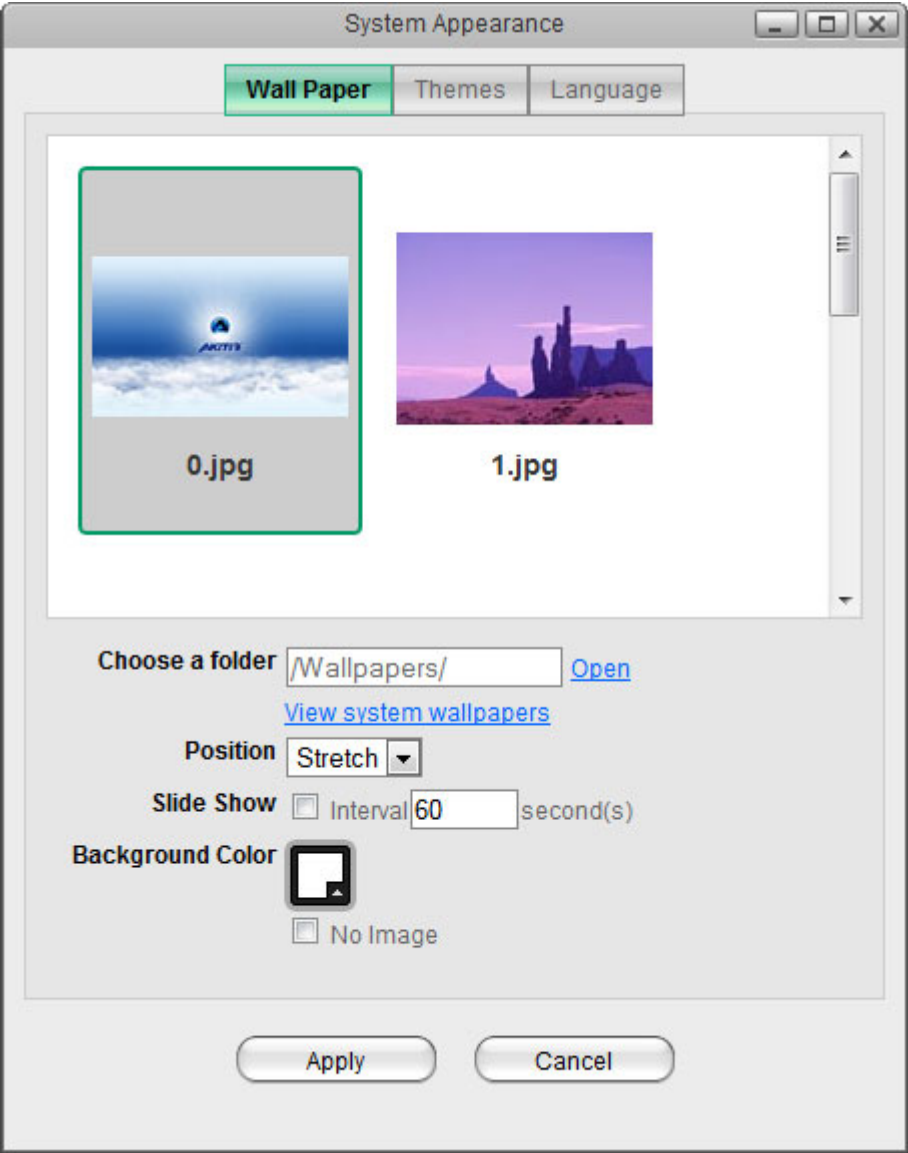 System Appearance
Wall Paper Themes Language
AKiTiO
0.jpg 1.jpg
Choose a folder /Wallpapers/ Open
View system wallpapers
Position Stretch
Slide Show Interval 60 second(s)
Background Color
No Image
Apply Cancel